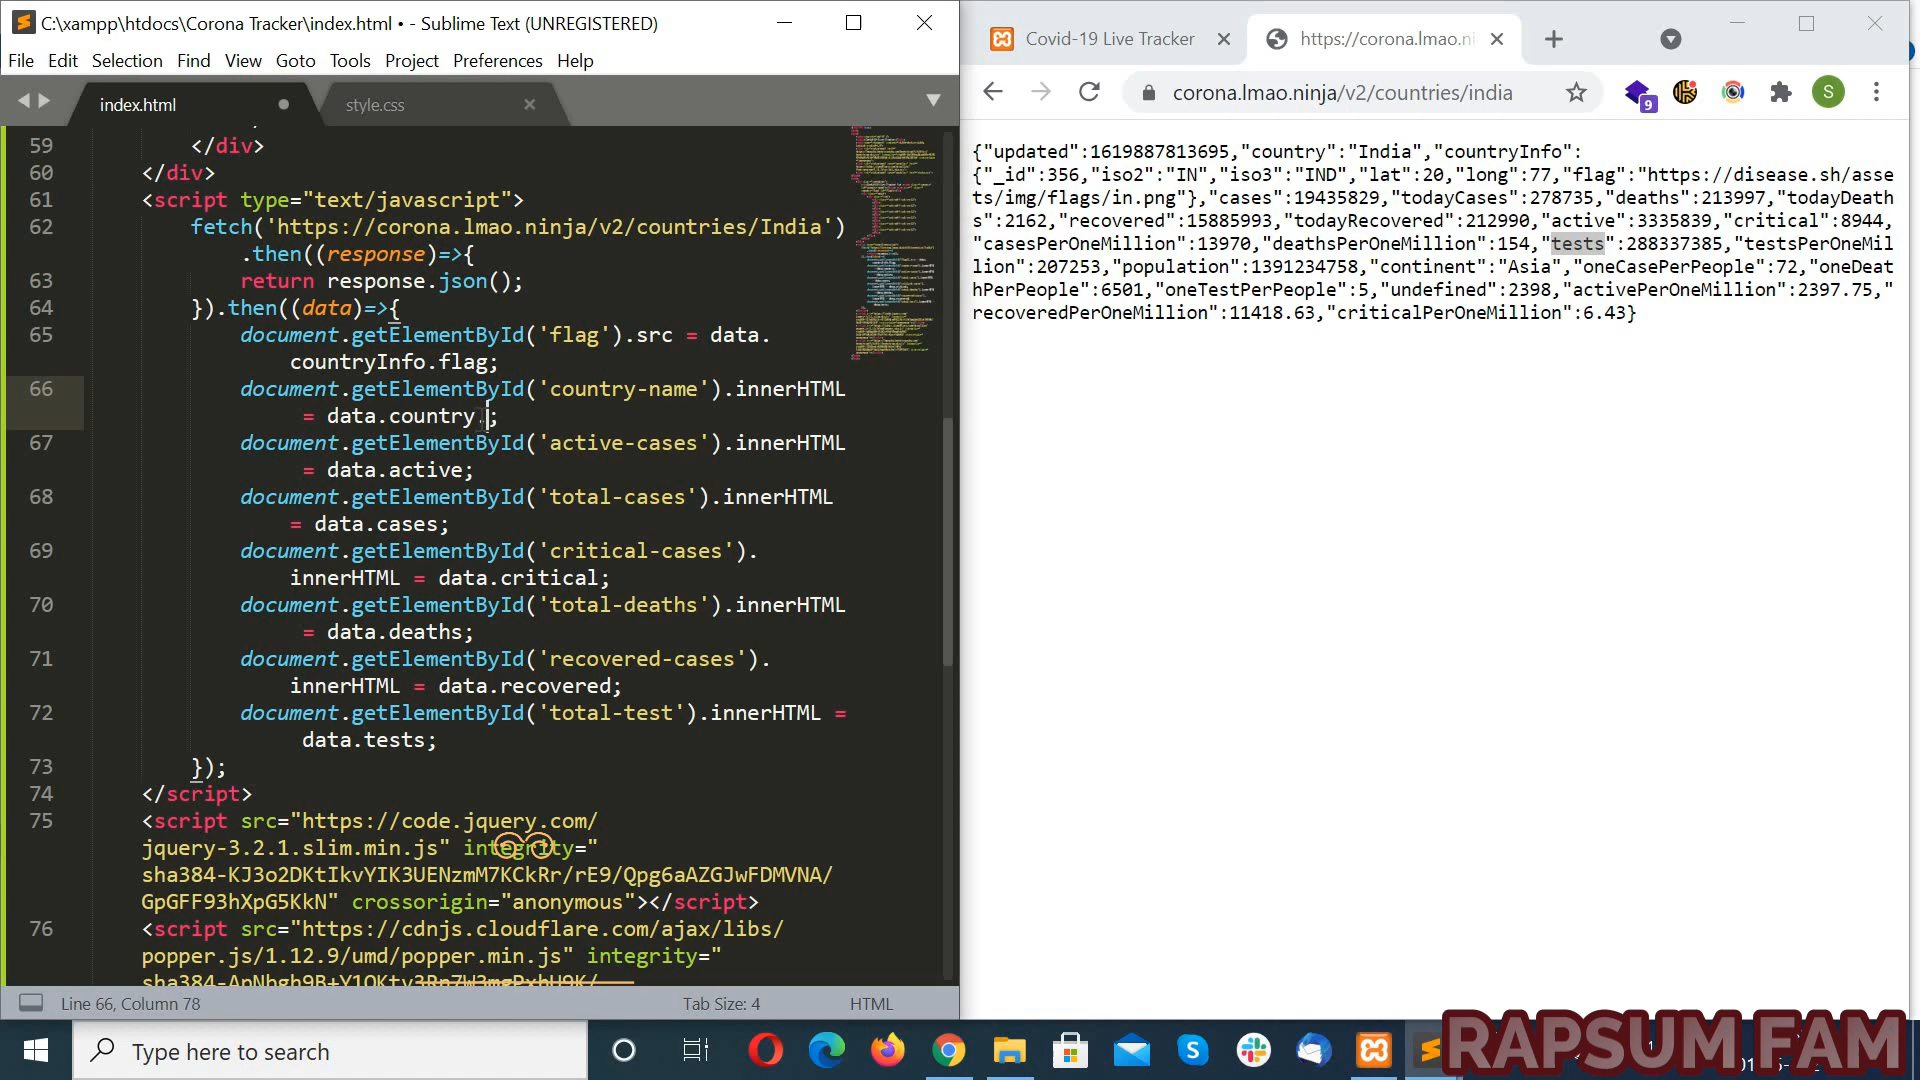 C:\xampp\htdocs\Corona Tracker\index.html • - Sublime Text (UNREGISTERED)
File Edit Selection Find View Goto Tools Project Preferences Help
index.html
style.css
59 </div>
60 </div>
61 <script type="text/javascript">
62 fetch('https://corona.lmao.ninja/v2/countries/India')
.then((response)=>{
63 return response.json();
64 }).then((data)=>{
65 document.getElementById('flag').src = data.
countryInfo.flag;
66 document.getElementById('country-name').innerHTML
= data.country.;
67 document.getElementById('active-cases').innerHTML
= data.active;
68 document.getElementById('total-cases').innerHTML
= data.cases;
69 document.getElementById('critical-cases').
innerHTML = data.critical;
70 document.getElementById('total-deaths').innerHTML
= data.deaths;
71 document.getElementById('recovered-cases').
innerHTML = data.recovered;
72 document.getElementById('total-test').innerHTML =
data.tests;
73 });
74 </script>
75 <script src="https://code.jquery.com/
jquery-3.2.1.slim.min.js" integrity="
sha384-KJ3o2DKtIkvYIK3UENzmM7KCkRr/rE9/Qpg6aAZGJwFDMVNA/
GpGFF93hXpG5KkN" crossorigin="anonymous"></script>
76 <script src="https://cdnjs.cloudflare.com/ajax/libs/
popper.js/1.12.9/umd/popper.min.js" integrity="
Line 66, Column 78
Tab Size: 4
HTML
Covid-19 Live Tracker
https://corona.lmao.ni
corona.lmao.ninja/v2/countries/india
9
S
{"updated":1619887813695,"country":"India","countryInfo":
{"_id":356,"iso2":"IN","iso3":"IND","lat":20,"long":77,"flag":"https://disease.sh/asse
ts/img/flags/in.png"},"cases":19435829,"todayCases":278735,"deaths":213997,"todayDeath
s":2162,"recovered":15885993,"todayRecovered":212990,"active":3335839,"critical":8944,
"casesPerOneMillion":13970,"deathsPerOneMillion":154,"tests":288337385,"testsPerOneMil
lion":207253,"population":1391234758,"continent":"Asia","oneCasePerPeople":72,"oneDeat
hPerPeople":6501,"oneTestPerPeople":5,"undefined":2398,"activePerOneMillion":2397.75,"
recoveredPerOneMillion":11418.63,"criticalPerOneMillion":6.43}
Type here to search
RAPSUM FAM